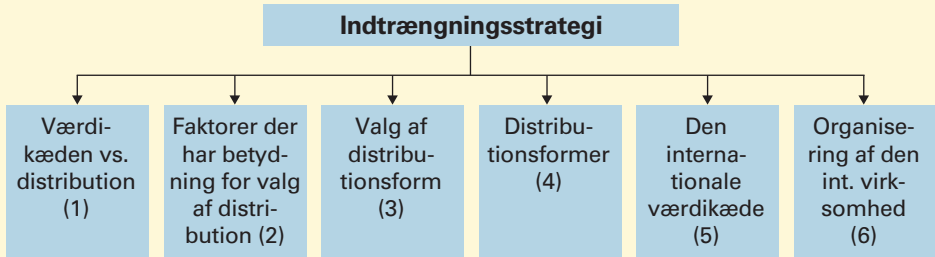 Indtrængningsstrategi
Værdi-
kæden vs.
distribution
(1)
Faktorer der
har betyd-
ning for valg
af distri-
bution (2)
Valg af
distribu-
tionsform
(3)
Distribu-
tionsformer
(4)
Den
interna-
tionale
værdikæde
(5)
Organise-
ring af den
int. virk-
somhed
(6)